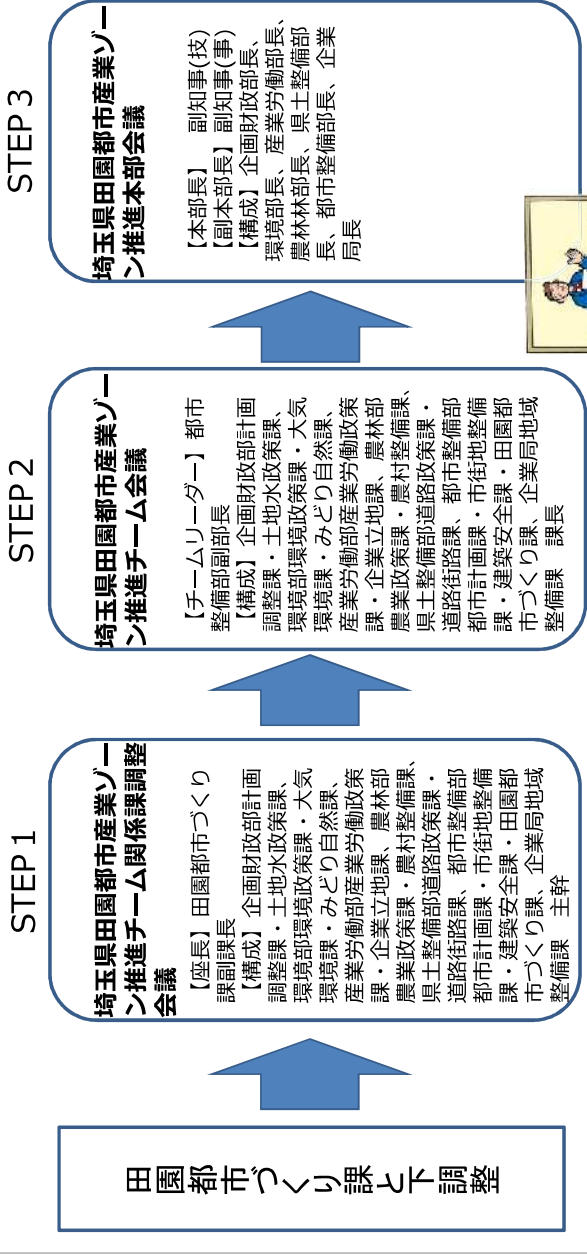 田園都市づくり課と下調整
STEP１
埼玉県田園都市産業ゾー
ン推進チーム関係課調整
会議
【座長】田園都市づくり
課副課長
【構成】企画財政部計画
調整課・土地水政策課、
環境部環境政策課・大気
環境課・みどり自然課、
産業労働部産業労働政策
課・企業立地課、農林部
農業政策課・農村整備課、
県土整備部道路政策課・
道路街路課、都市整備部
都市計画課・市街地整備
課・建築安全課・田園都
市づくり課、企業局地域
整備課　主幹
STEP２
埼玉県田園都市産業ゾー
ン推進チーム会議
【チームリーダー】都市
整備部副部長
【構成】企画財政部計画
調整課・土地水政策課、
環境部環境政策課・大気
環境課・みどり自然課、
産業労働部産業労働政策
課・企業立地課、農林部
農業政策課・農村整備課、
県土整備部道路政策課・
道路街路課、都市整備部
都市計画課・市街地整備
課・建築安全課・田園都
市づくり課、企業局地域
整備課　課長
STEP３
埼玉県田園都市産業ゾー
ン推進本部会議
【本部長】　副知事(技)
【副本部長】副知事(事)
【構成】企画財政部長、
環境部長、産業労働部長、
農林林部長、県土整備部
長、都市整備部長、企業
局長